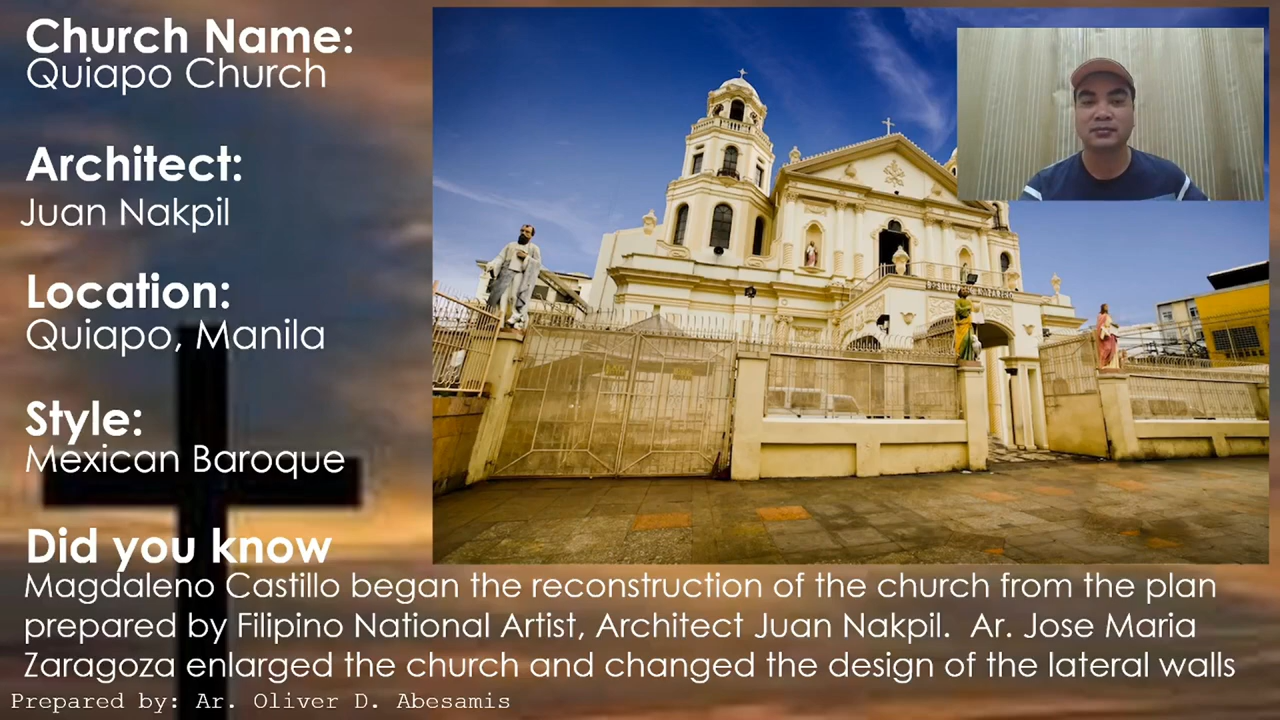 Church Name:
Quiapo Church
Architect:
Juan Nakpil
Location:
Quiapo, Manila
Style:
Mexican Baroque
Did you know
Magdaleno Castillo began the reconstruction of the church from the plan
prepared by Filipino National Artist, Architect Juan Nakpil. Ar. Jose Maria
Zaragoza enlarged the church and changed the design of the lateral walls
Prepared by: Ar. Oliver D. Abesamis